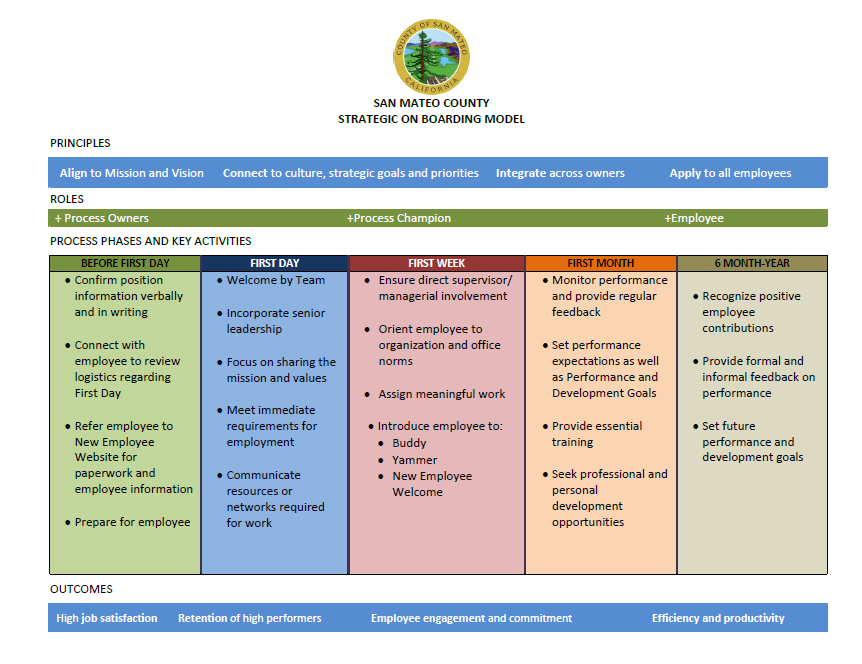 COUNTY OF SAN MATEO
CALIFORNIA
SAN MATEO COUNTY
STRATEGIC ON BOARDING MODEL
PRINCIPLES
Align to Mission and Vision Connect to culture, strategic goals and priorities Integrate across owners Apply to all employees
ROLES
+ Process Owners +Process Champion +Employee
PROCESS PHASES AND KEY ACTIVITIES
BEFORE FIRST DAY
• Confirm position
information verbally
and in writing
• Connect with
employee to review
logistics regarding
First Day
• Refer employee to
New Employee
Website for
paperwork and
employee information
• Prepare for employee
FIRST DAY
• Welcome by Team
• Incorporate senior
leadership
• Focus on sharing the
mission and values
• Meet immediate
requirements for
employment
• Communicate
resources or
networks required
for work
FIRST WEEK
• Ensure direct supervisor/
managerial involvement
• Orient employee to
organization and office
norms
• Assign meaningful work
• Introduce employee to:
• Buddy
• Yammer
• New Employee
Welcome
FIRST MONTH
• Monitor performance
and provide regular
feedback
• Set performance
expectations as well
as Performance and
Development Goals
• Provide essential
training
• Seek professional and
personal
development
opportunities
6 MONTH-YEAR
• Recognize positive
employee
contributions
• Provide formal and
informal feedback on
performance
• Set future
performance and
development goals
OUTCOMES
High job satisfaction Retention of high performers Employee engagement and commitment Efficiency and productivity